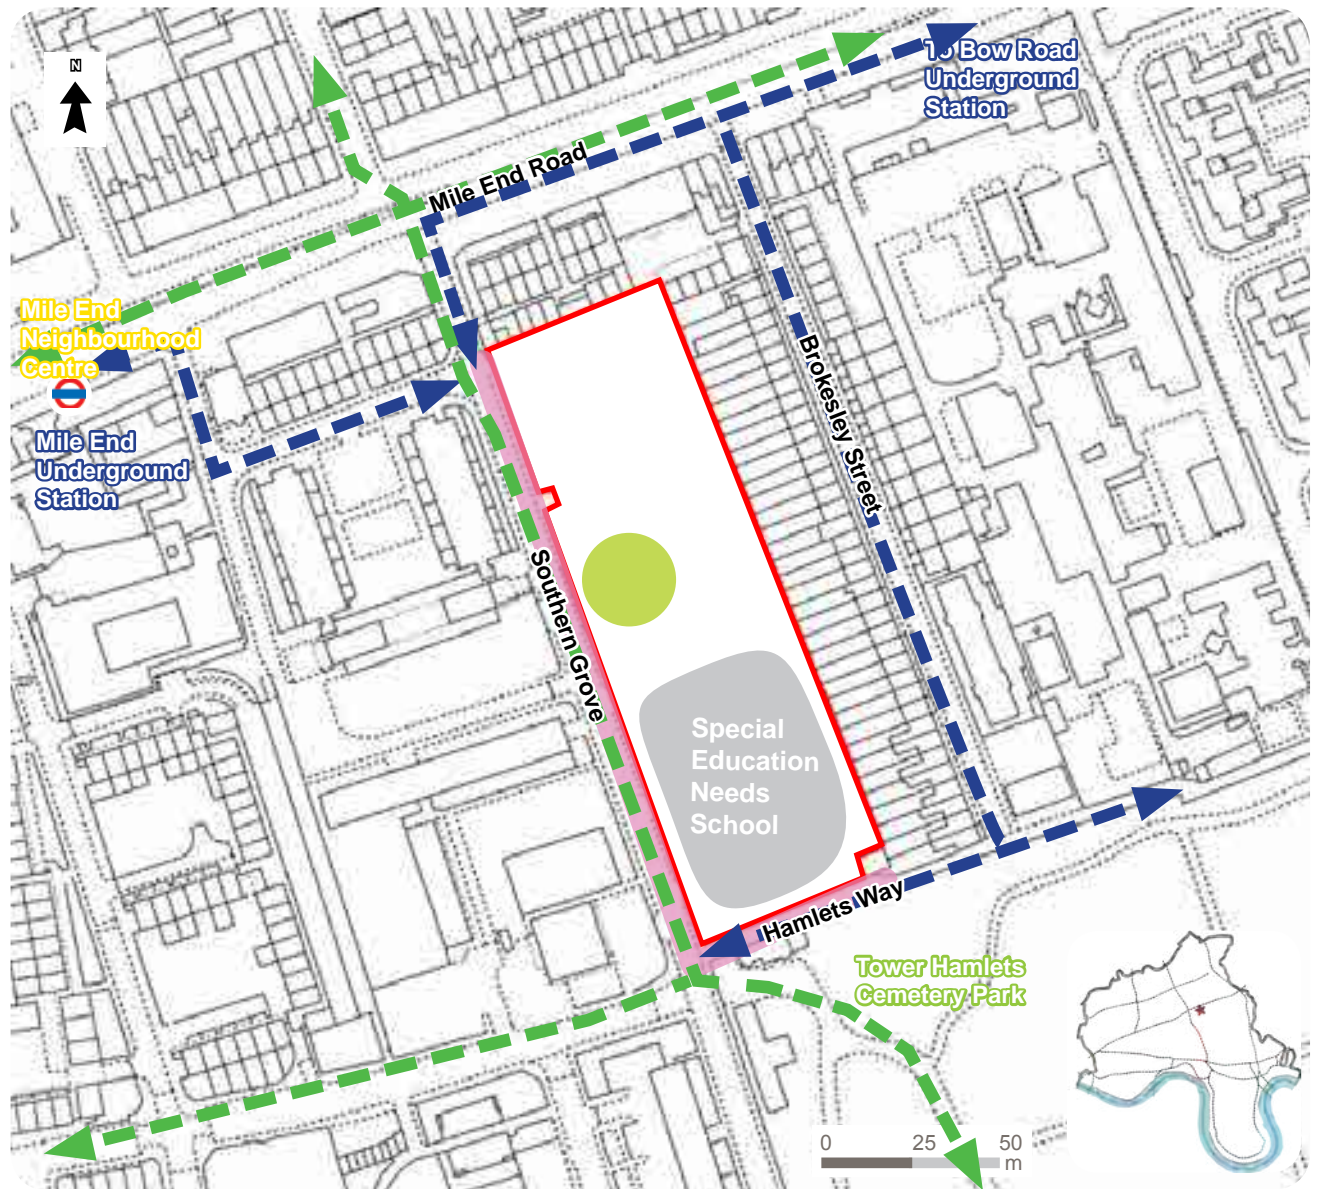 N
To Bow Road
Underground
Station
Mile End Road
Mile End
Neighbourhood
Centre
Mile End
Underground
Station
Brokesley Street
Southern Grove
Special
Education
Needs
School
Hamlets Way
Tower Hamlets
Cemetery Park
0 25 50
m